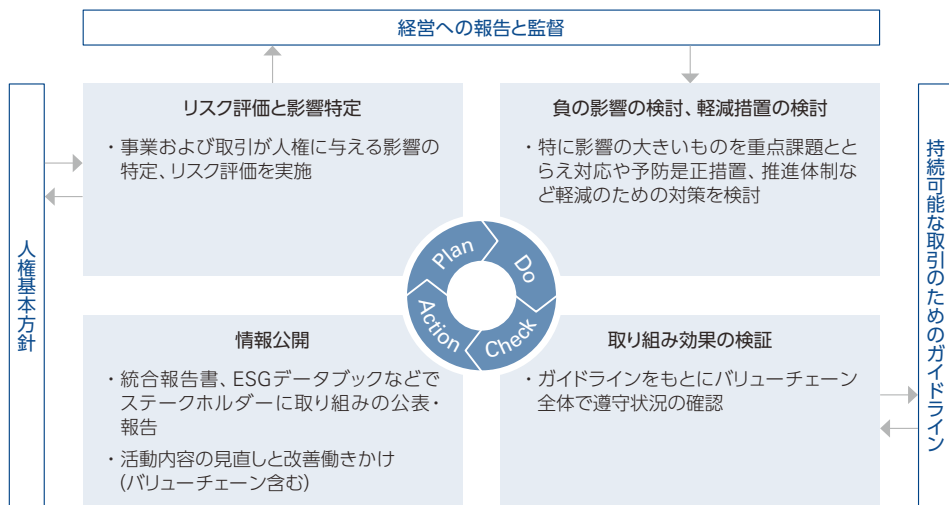 経営への報告と監督
人権基本方針
リスク評価と影響特定
・事業および取引が人権に与える影響の
特定、リスク評価を実施
負の影響の検討、軽減措置の検討
・特に影響の大きいものを重点課題とと
らえ対応や予防是正措置、推進体制な
ど軽減のための対策を検討
Plan
Do
Check
Action
情報公開
・統合報告書、ESGデータブックなどで
ステークホルダーに取り組みの公表・
報告
・活動内容の見直しと改善働きかけ
(バリューチェーン含む)
取り組み効果の検証
・ガイドラインをもとにバリューチェーン
全体で遵守状況の確認
持続可能な取引のためのガイドライン